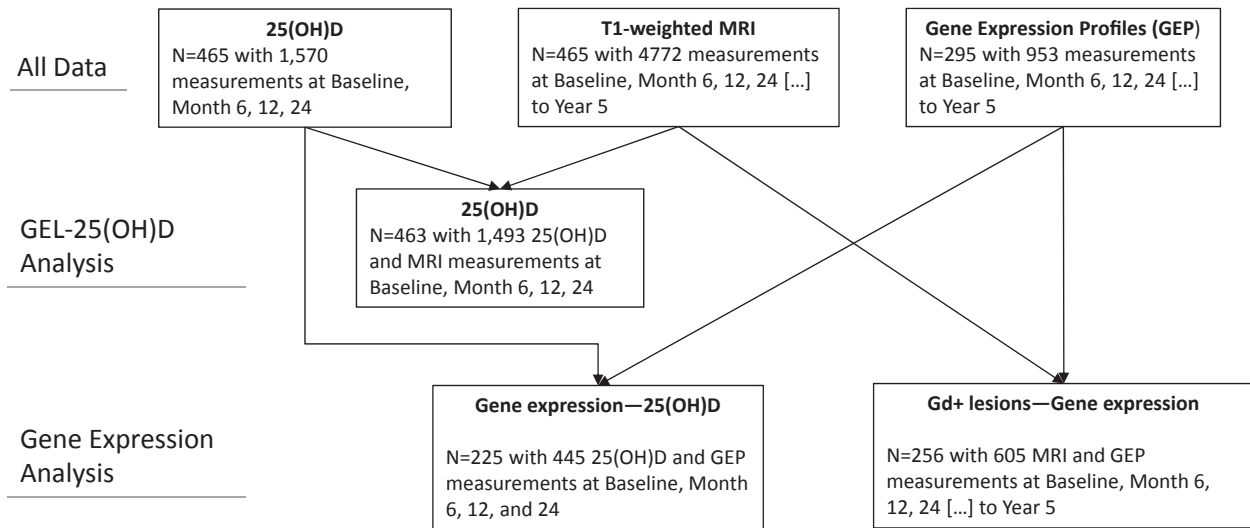 All Data
25(OH)D
N=465 with 1,570
measurements at Baseline,
Month 6, 12, 24
T1-weighted MRI
N=465 with 4772 measurements
at Baseline, Month 6, 12, 24 […]
to Year 5
Gene Expression Profiles (GEP)
N=295 with 953 measurements
at Baseline, Month 6, 12, 24 […]
to Year 5
GEL-25(OH)D
Analysis
25(OH)D
N=463 with 1,493 25(OH)D
and MRI measurements at
Baseline, Month 6, 12, 24
Gene Expression
Analysis
Gene expression—25(OH)D
N=225 with 445 25(OH)D and GEP
measurements at Baseline, Month
6, 12, and 24
Gd+ lesions—Gene expression
N=256 with 605 MRI and GEP
measurements at Baseline, Month 6,
12, 24 […] to Year 5